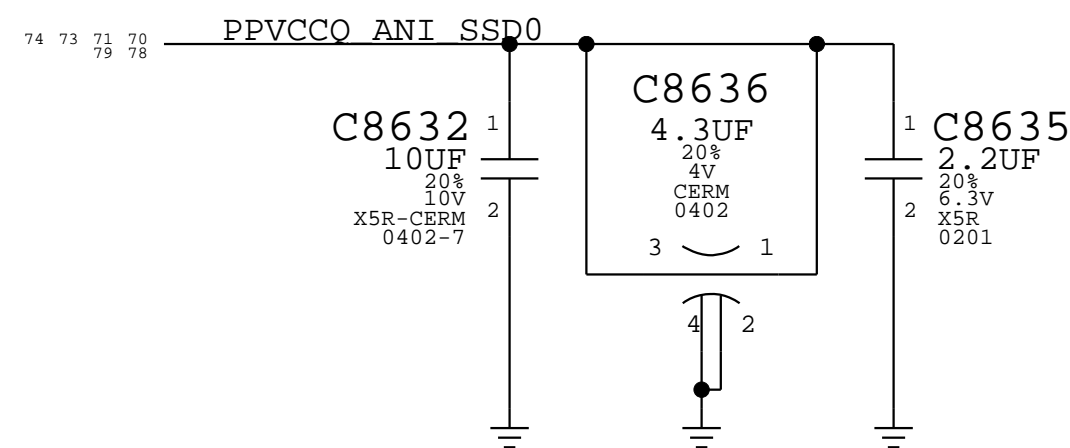 PPVCCQ_ANI_SSD0
74 73 71 70
79 78
C8636
4.3UF
20%
4V
CERM
0402
3 1
4 2
C8632 1
10UF
20%
10V
X5R-CERM 2
0402-7
1 C8635
2.2UF
20%
6.3V
2 X5R
0201